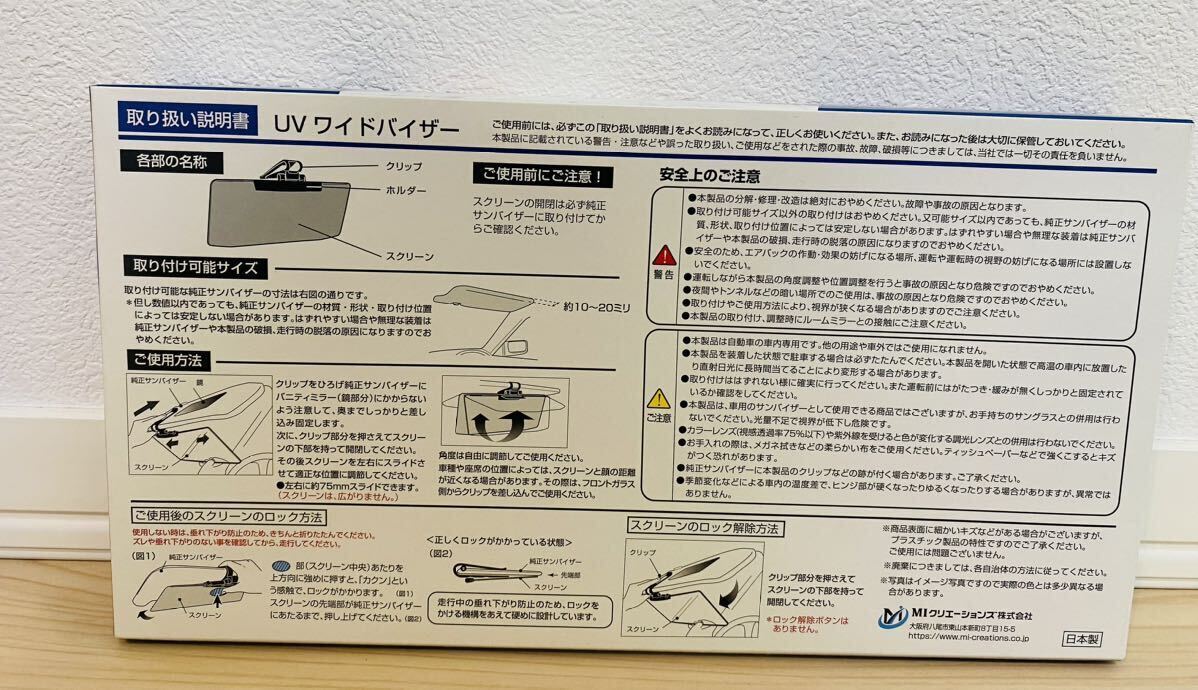 取り扱い説明書
UV ワイドバイザー
ご使用前には、必ずこの「取り扱い説明書」をよくお読みになって、正しくお使いください。また、お読みになった後は大切に保管しておいてください。
本製品に記載されている警告・注意などや誤った取り扱い、ご使用などをされた際の事故、故障、破損等につきましては、当社では一切その責任を負いません。
各部の名称
クリップ
ホルダー
スクリーン
ご使用前にご注意！
スクリーンの開閉は必ず純正
サンバイザーに取り付けてか
らご確認ください。
取り付け可能サイズ
取り付け可能な純正サンバイザーの寸法は右図の通りです。
*但し数値以内であっても、純正サンバイザーの材質・形状・取り付け位置
によっては安定しない場合があります。はずれやすい場合や無理な装着は
純正サンバイザーや本製品の破損、走行時の脱落の原因になりますのでお
やめください。
約10〜20ミリ
ご使用方法
純正サンバイザー
鏡
スクリーン
クリップをひろげ純正サンバイザーに
バニティミラー(鏡部分)にかからない
よう注意して、奥までしっかりと差し
込み固定します。
次に、クリップ部分を押さえてスクリー
ンの下部を持って開閉してください。
その後スクリーンを左右にスライドさ
せて適正な位置に調節してください。
●左右に約75mmスライドできます。
(スクリーンは、広がりません。)
角度は自由に調節してご使用ください。
車種や座席の位置によっては、スクリーンと顔の距離
が近くなる場合があります。その際は、フロントガラス
側からクリップを差し込んでご使用ください。
ご使用後のスクリーンのロック方法
使用しない時は、垂れ下がり防止のため、きちんと折りたたんでください。
ズレや垂れ下がりのない事を確認してから、走行してください。
(図1)
純正サンバイザー
スクリーン
部(スクリーン中央)あたりを
上方向に強めに押すと、「カクン」とい
う感触で、ロックがかかります。(図1)
スクリーンの先端部が純正サンバイザー
にあたるまで、押し上げてください。(図2)
<正しくロックがかかっている状態>
(図2)
純正サンバイザー
先端部
スクリーン
走行中の垂れ下がり防止のため、ロックを
かける機構をあえて硬めに設計しています。
スクリーンのロック解除方法
クリップ
純正サンバイザー
スクリーン
クリップ部分を押さえて
スクリーンの下部を持って
開閉してください。
*ロック解除ボタンは
ありません。
安全上のご注意
警告
●本製品の分解・修理・改造は絶対におやめください。故障や事故の原因となります。
●取り付け可能サイズ以外の取り付けはおやめください。又可能サイズ以内であっても、純正サンバイザーの材
質、形状、取り付け位置によっては安定しない場合があります。はずれやすい場合や無理な装着は純正サンバ
イザーや本製品の破損、走行時の脱落の原因になりますのでおやめください。
●安全のため、エアバックの作動・効果の妨げになる場所、運転や運転時の視野の妨げになる場所には設置しな
いでください。
●運転しながら本製品の角度調整や位置調整を行うと事故の原因となり危険ですのでおやめください。
●夜間やトンネルなどの暗い場所でのご使用は、事故の原因となり危険ですのでおやめください。
●取り付けやご使用方法により、視界が狭くなる場合がありますのでご注意ください。
●本製品の取り付け、調整時にルームミラーとの接触にご注意ください。
ご注意
●本製品は自動車の車内専用です。他の用途や車外ではご使用になれません。
●本製品を装着した状態で駐車する場合は必ずたたんでください。本製品を開いた状態で高温の車内に放置した
り直射日光に長時間当てることにより変形する場合があります。
●取り付けははずれない様に確実に行ってください。また運転前にはがたつき・緩みが無くしっかりと固定されて
いるか確認をしてください。
●本製品は、車用のサンバイザーとして使用できる商品ではございますが、お手持ちのサングラスとの併用は行わ
ないでください。光量不足で視界が低下し危険です。
●カラーレンズ(視感透過率75%以下)や紫外線を受けると色が変化する調光レンズとの併用は行わないでください。
●お手入れの際は、メガネ拭きなどの柔らかい布をご使用ください。ティッシュペーパーなどで強くこするとキズ
がつく恐れがあります。
●純正サンバイザーに本製品のクリップなどの跡が付く場合があります。ご了承ください。
●季節変化などによる車内の温度差で、ヒンジ部が硬くなったりゆるくなったりする場合がありますが、異常では
ありません。
※商品表面に細かいキズなどがある場合がございますが、
プラスチック製品の特性ですのでご了承ください。
ご使用には問題ございません。
※廃棄につきましては、各自治体の方法に従ってください。
※写真はイメージ写真ですので実際の色とは多少異なる場
合があります。
MIクリエーションズ株式会社
大阪府八尾市東山本新町8丁目15-5
https://www.mi-creations.co.jp
日本製